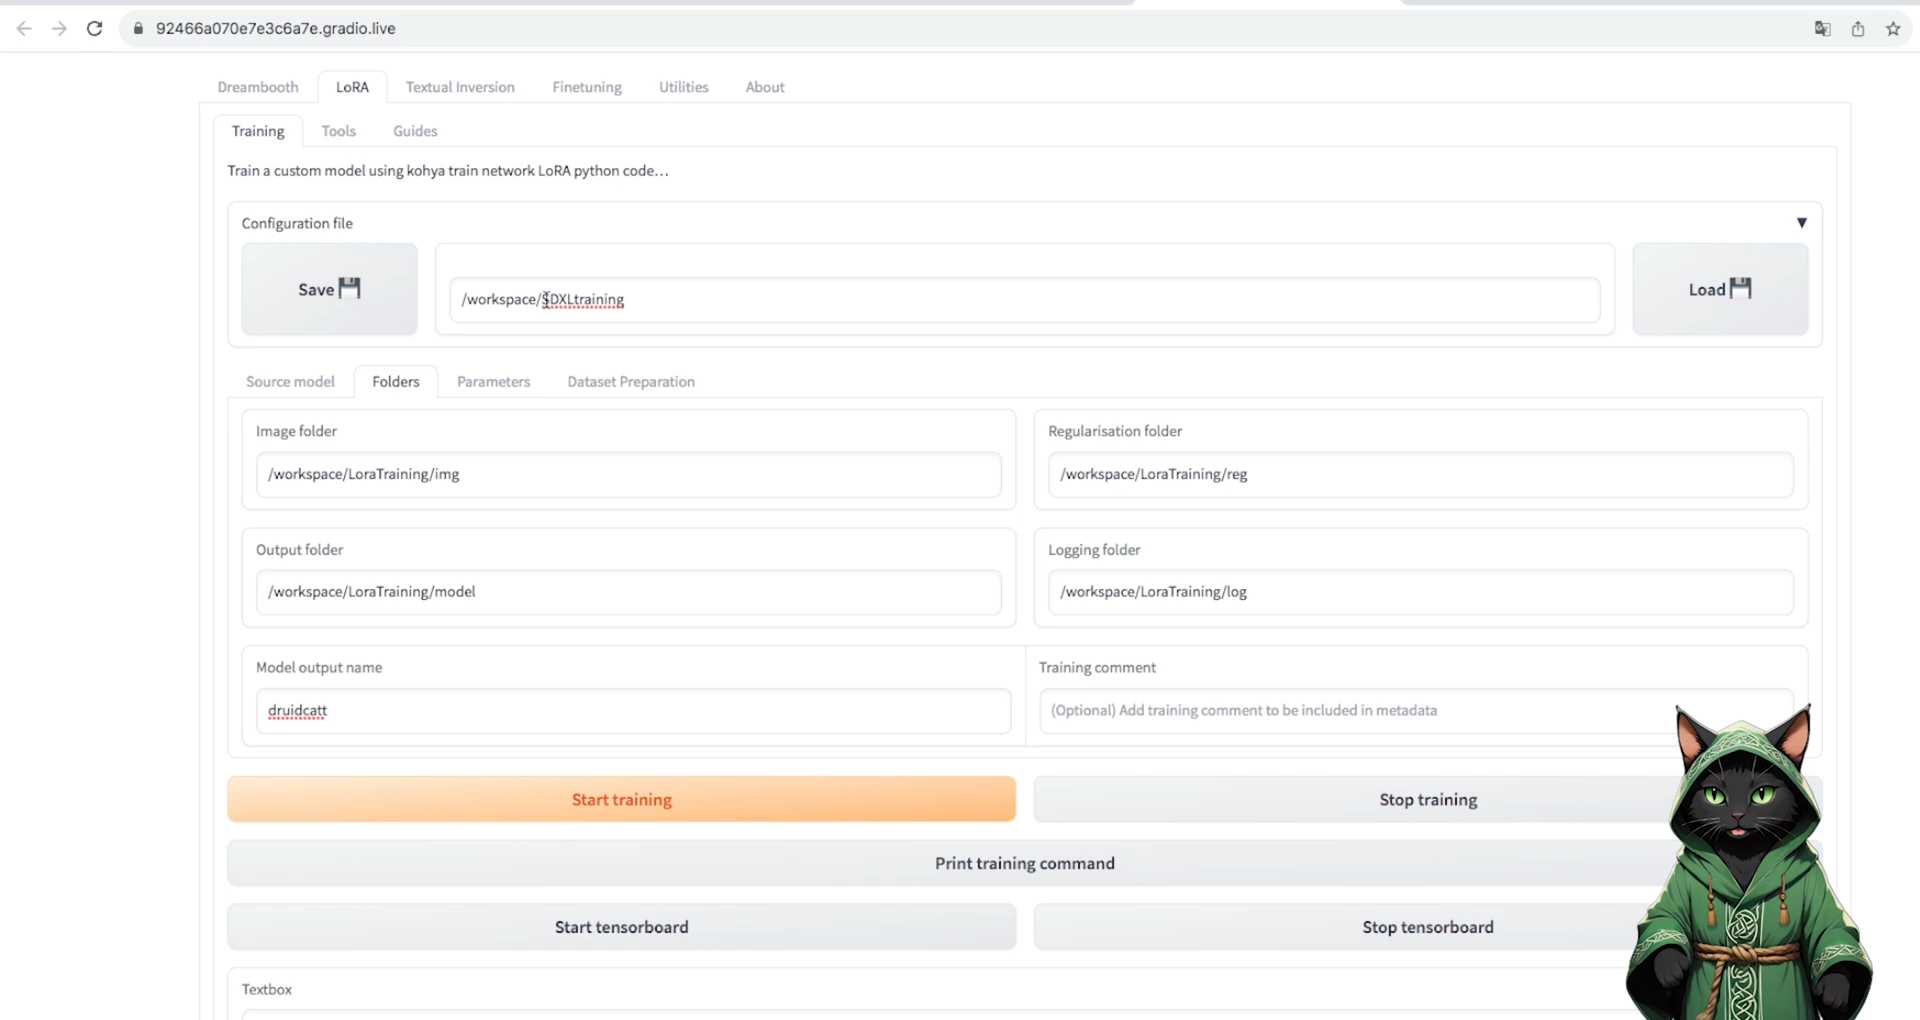 92466a070e7e3c6a7e.gradio.live
Dreambooth LoRA Textual Inversion Finetuning Utilities About
Training Tools Guides
Train a custom model using kohya train network LoRA python code...
Configuration file ▼
Save 💾 /workspace/SDXLtraining Load 💾
Source model Folders Parameters Dataset Preparation
Image folder Regularisation folder
/workspace/LoraTraining/img /workspace/LoraTraining/reg
Output folder Logging folder
/workspace/LoraTraining/model /workspace/LoraTraining/log
Model output name Training comment
druidcatt (Optional) Add training comment to be included in metadata
Start training Stop training
Print training command
Start tensorboard Stop tensorboard
Textbox